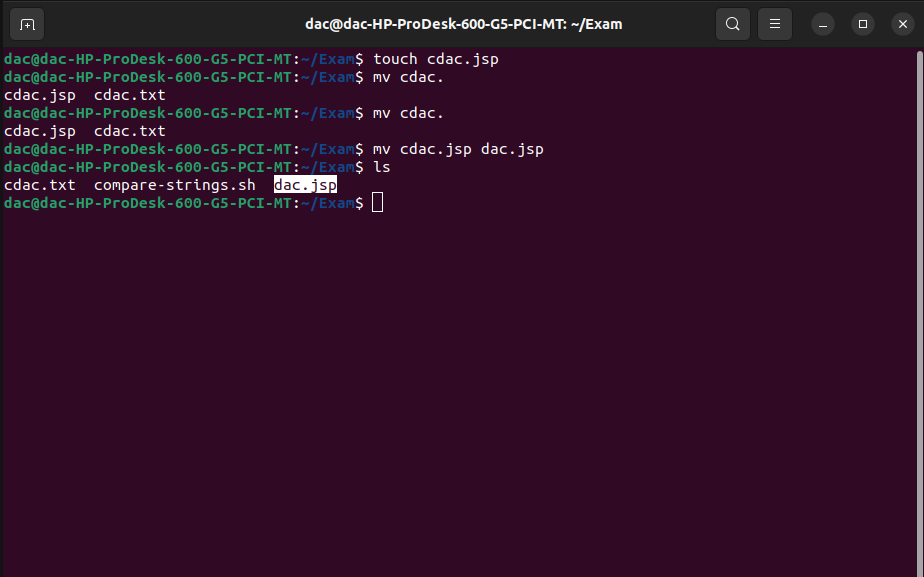 dac@dac-HP-ProDesk-600-G5-PCI-MT: ~/Exam
dac@dac-HP-ProDesk-600-G5-PCI-MT:~/Exam$ touch cdac.jsp
dac@dac-HP-ProDesk-600-G5-PCI-MT:~/Exam$ mv cdac.
cdac.jsp  cdac.txt
dac@dac-HP-ProDesk-600-G5-PCI-MT:~/Exam$ mv cdac.
cdac.jsp  cdac.txt
dac@dac-HP-ProDesk-600-G5-PCI-MT:~/Exam$ mv cdac.jsp dac.jsp
dac@dac-HP-ProDesk-600-G5-PCI-MT:~/Exam$ ls
cdac.txt  compare-strings.sh  dac.jsp
dac@dac-HP-ProDesk-600-G5-PCI-MT:~/Exam$